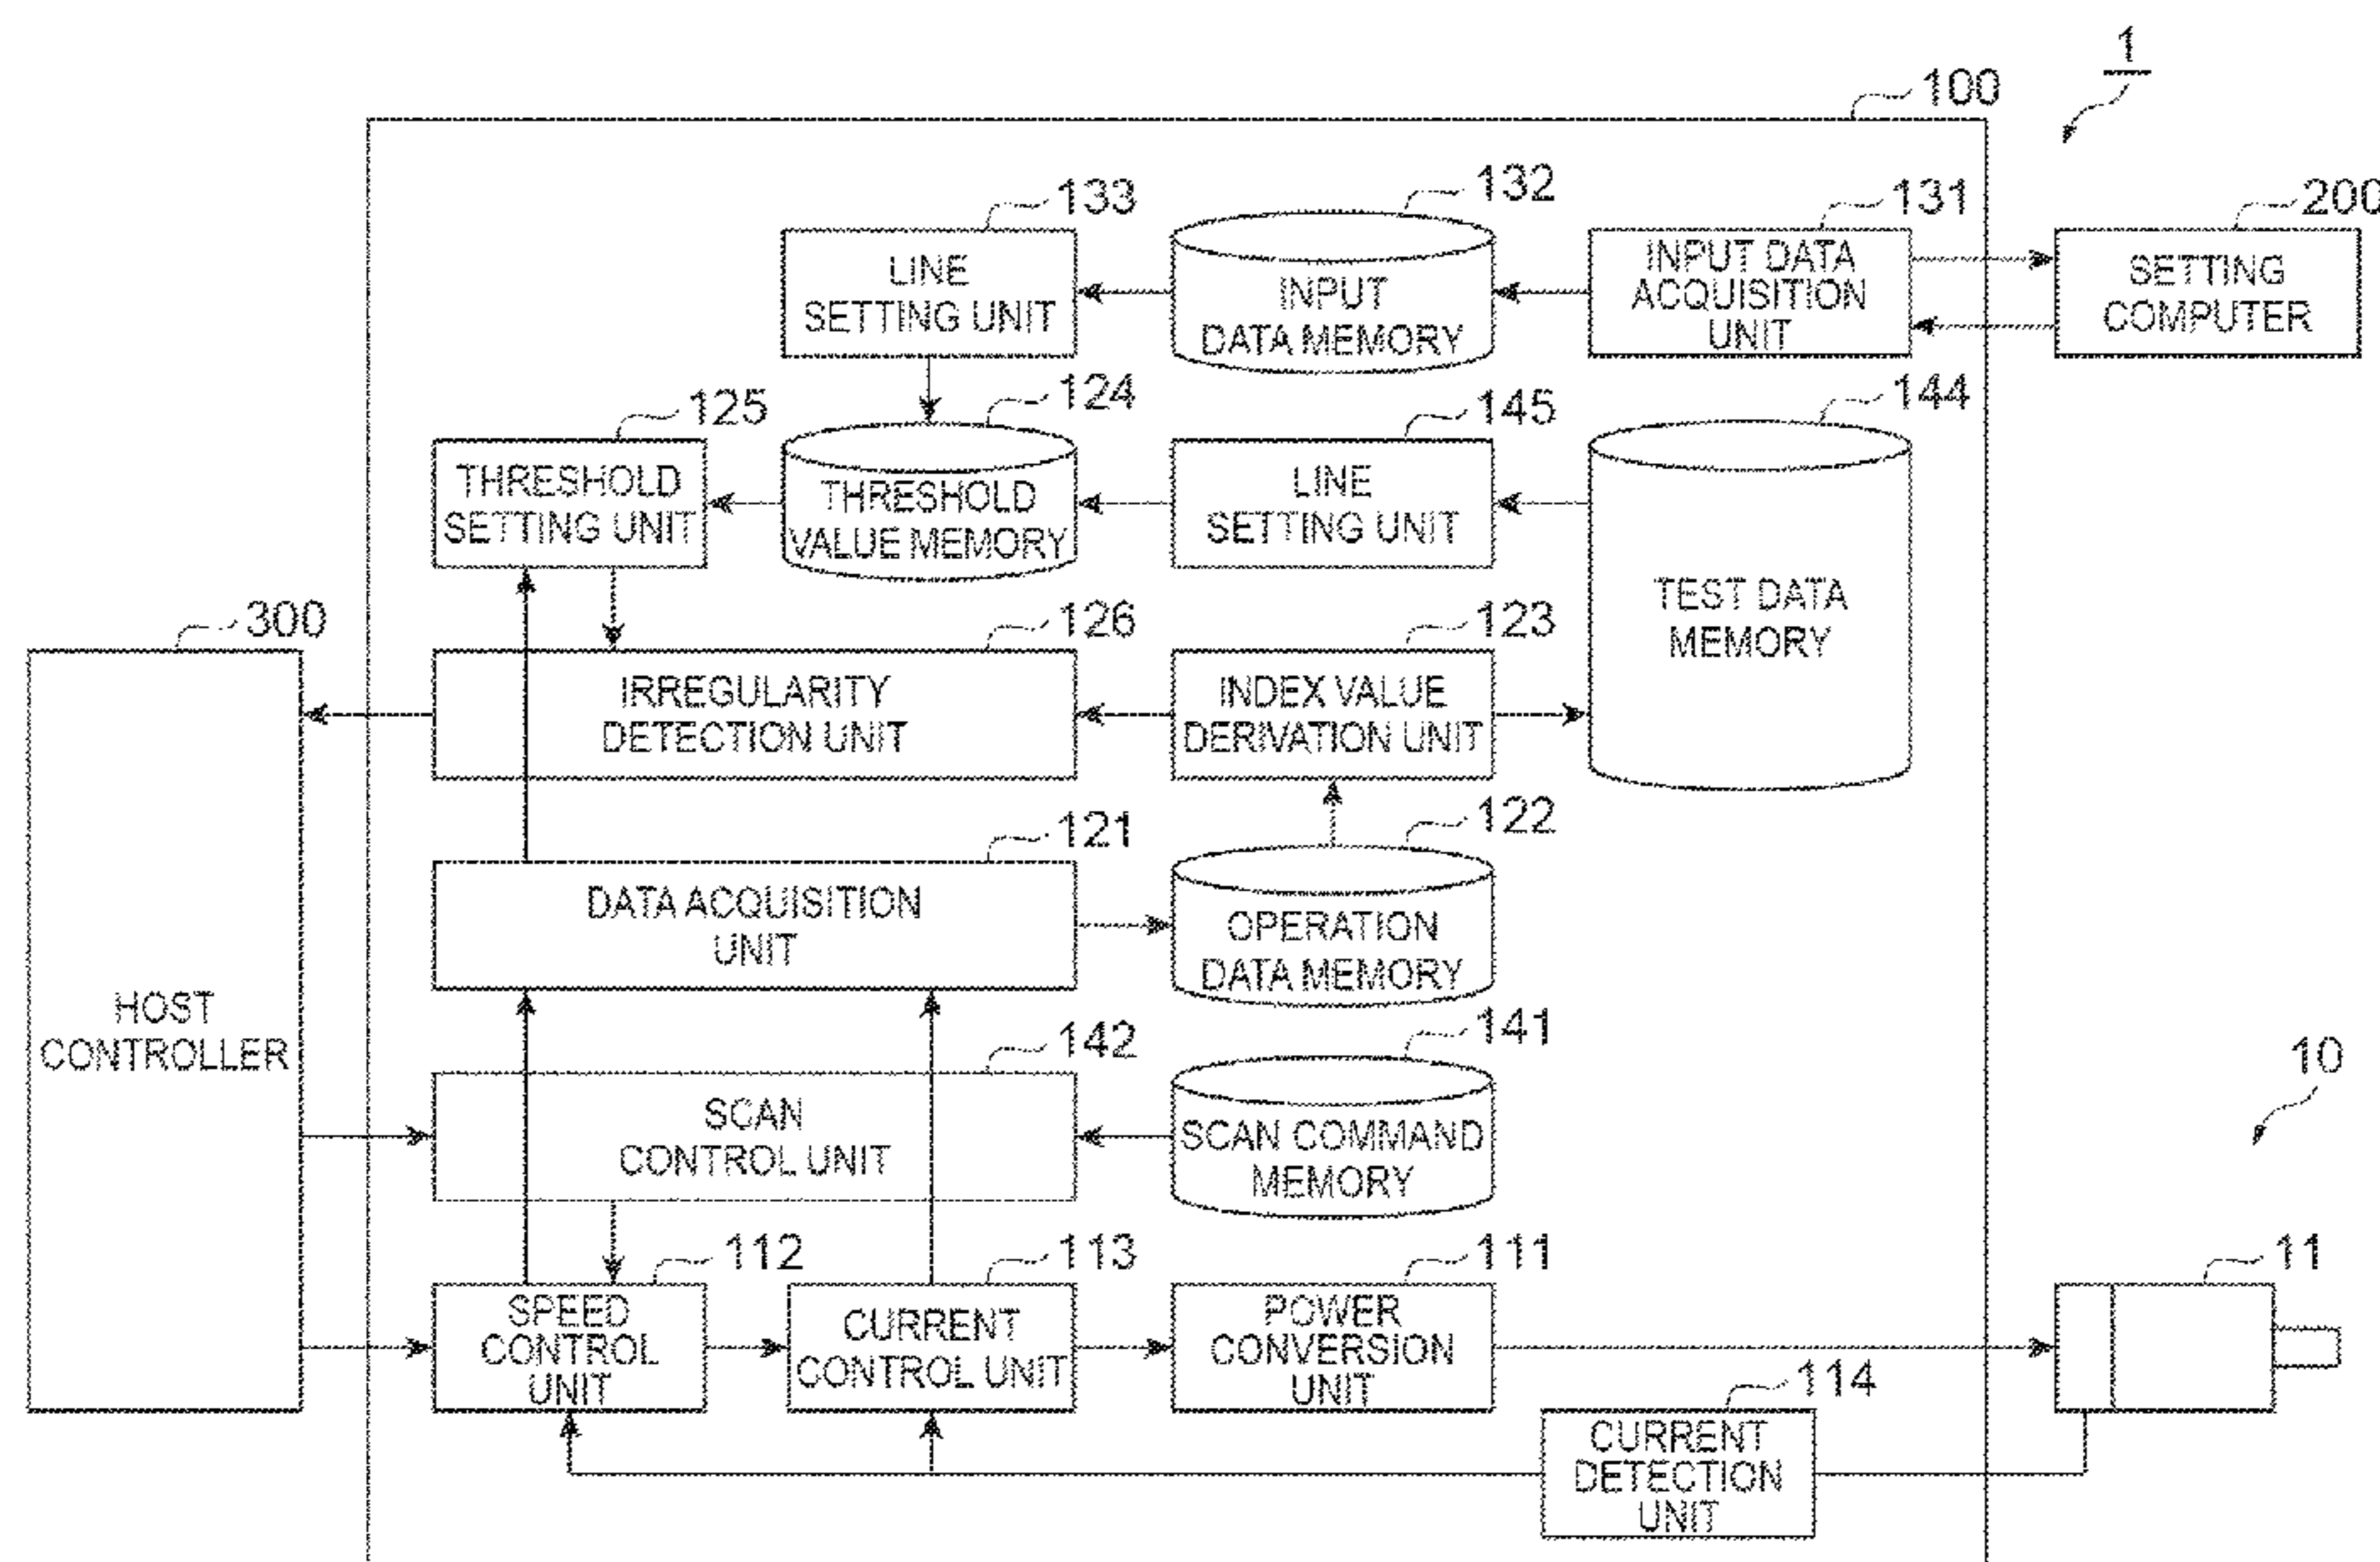 1
100
133
132
131
200
LINE
SETTING UNIT
INPUT
DATA MEMORY
INPUT DATA
ACQUISITION
UNIT
SETTING
COMPUTER
125
124
145
144
THRESHOLD
SETTING UNIT
THRESHOLD
VALUE MEMORY
LINE
SETTING UNIT
TEST DATA
MEMORY
300
126
123
IRREGULARITY
DETECTION UNIT
INDEX VALUE
DERIVATION UNIT
121
122
DATA ACQUISITION
UNIT
OPERATION
DATA MEMORY
HOST
CONTROLLER
142
141
10
SCAN
CONTROL UNIT
SCAN COMMAND
MEMORY
112
113
111
11
SPEED
CONTROL
UNIT
CURRENT
CONTROL UNIT
POWER
CONVERSION
UNIT
114
CURRENT
DETECTION
UNIT